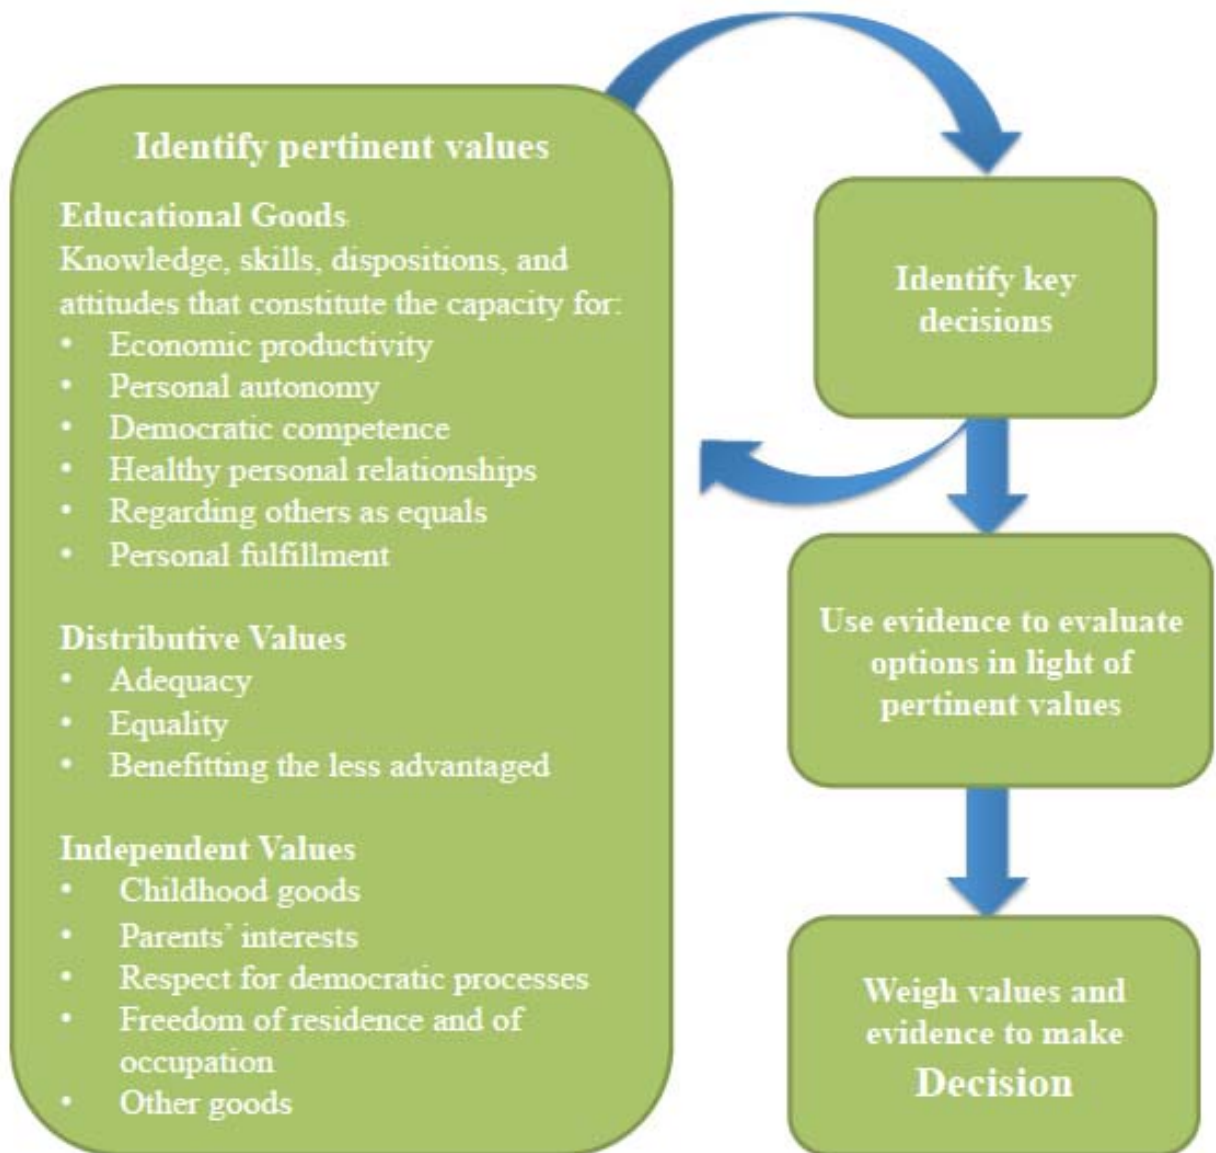 Identify pertinent values
Educational Goods
Knowledge, skills, dispositions, and
attitudes that constitute the capacity for:
• Economic productivity
• Personal autonomy
• Democratic competence
• Healthy personal relationships
• Regarding others as equals
• Personal fulfillment
Distributive Values
• Adequacy
• Equality
• Benefitting the less advantaged
Independent Values
• Childhood goods
• Parents’ interests
• Respect for democratic processes
• Freedom of residence and of
occupation
• Other goods
Identify key
decisions
Use evidence to evaluate
options in light of
pertinent values
Weigh values and
evidence to make
Decision